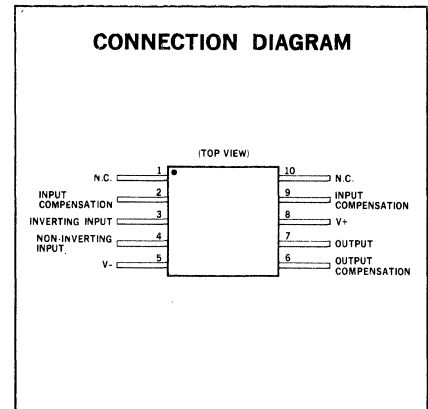 CONNECTION DIAGRAM
(TOP VIEW)
N.C. 1
INPUT
COMPENSATION 2
INVERTING INPUT 3
NON-INVERTING
INPUT 4
V- 5
10 N.C.
9 INPUT
COMPENSATION
8 V+
7 OUTPUT
6 OUTPUT
COMPENSATION